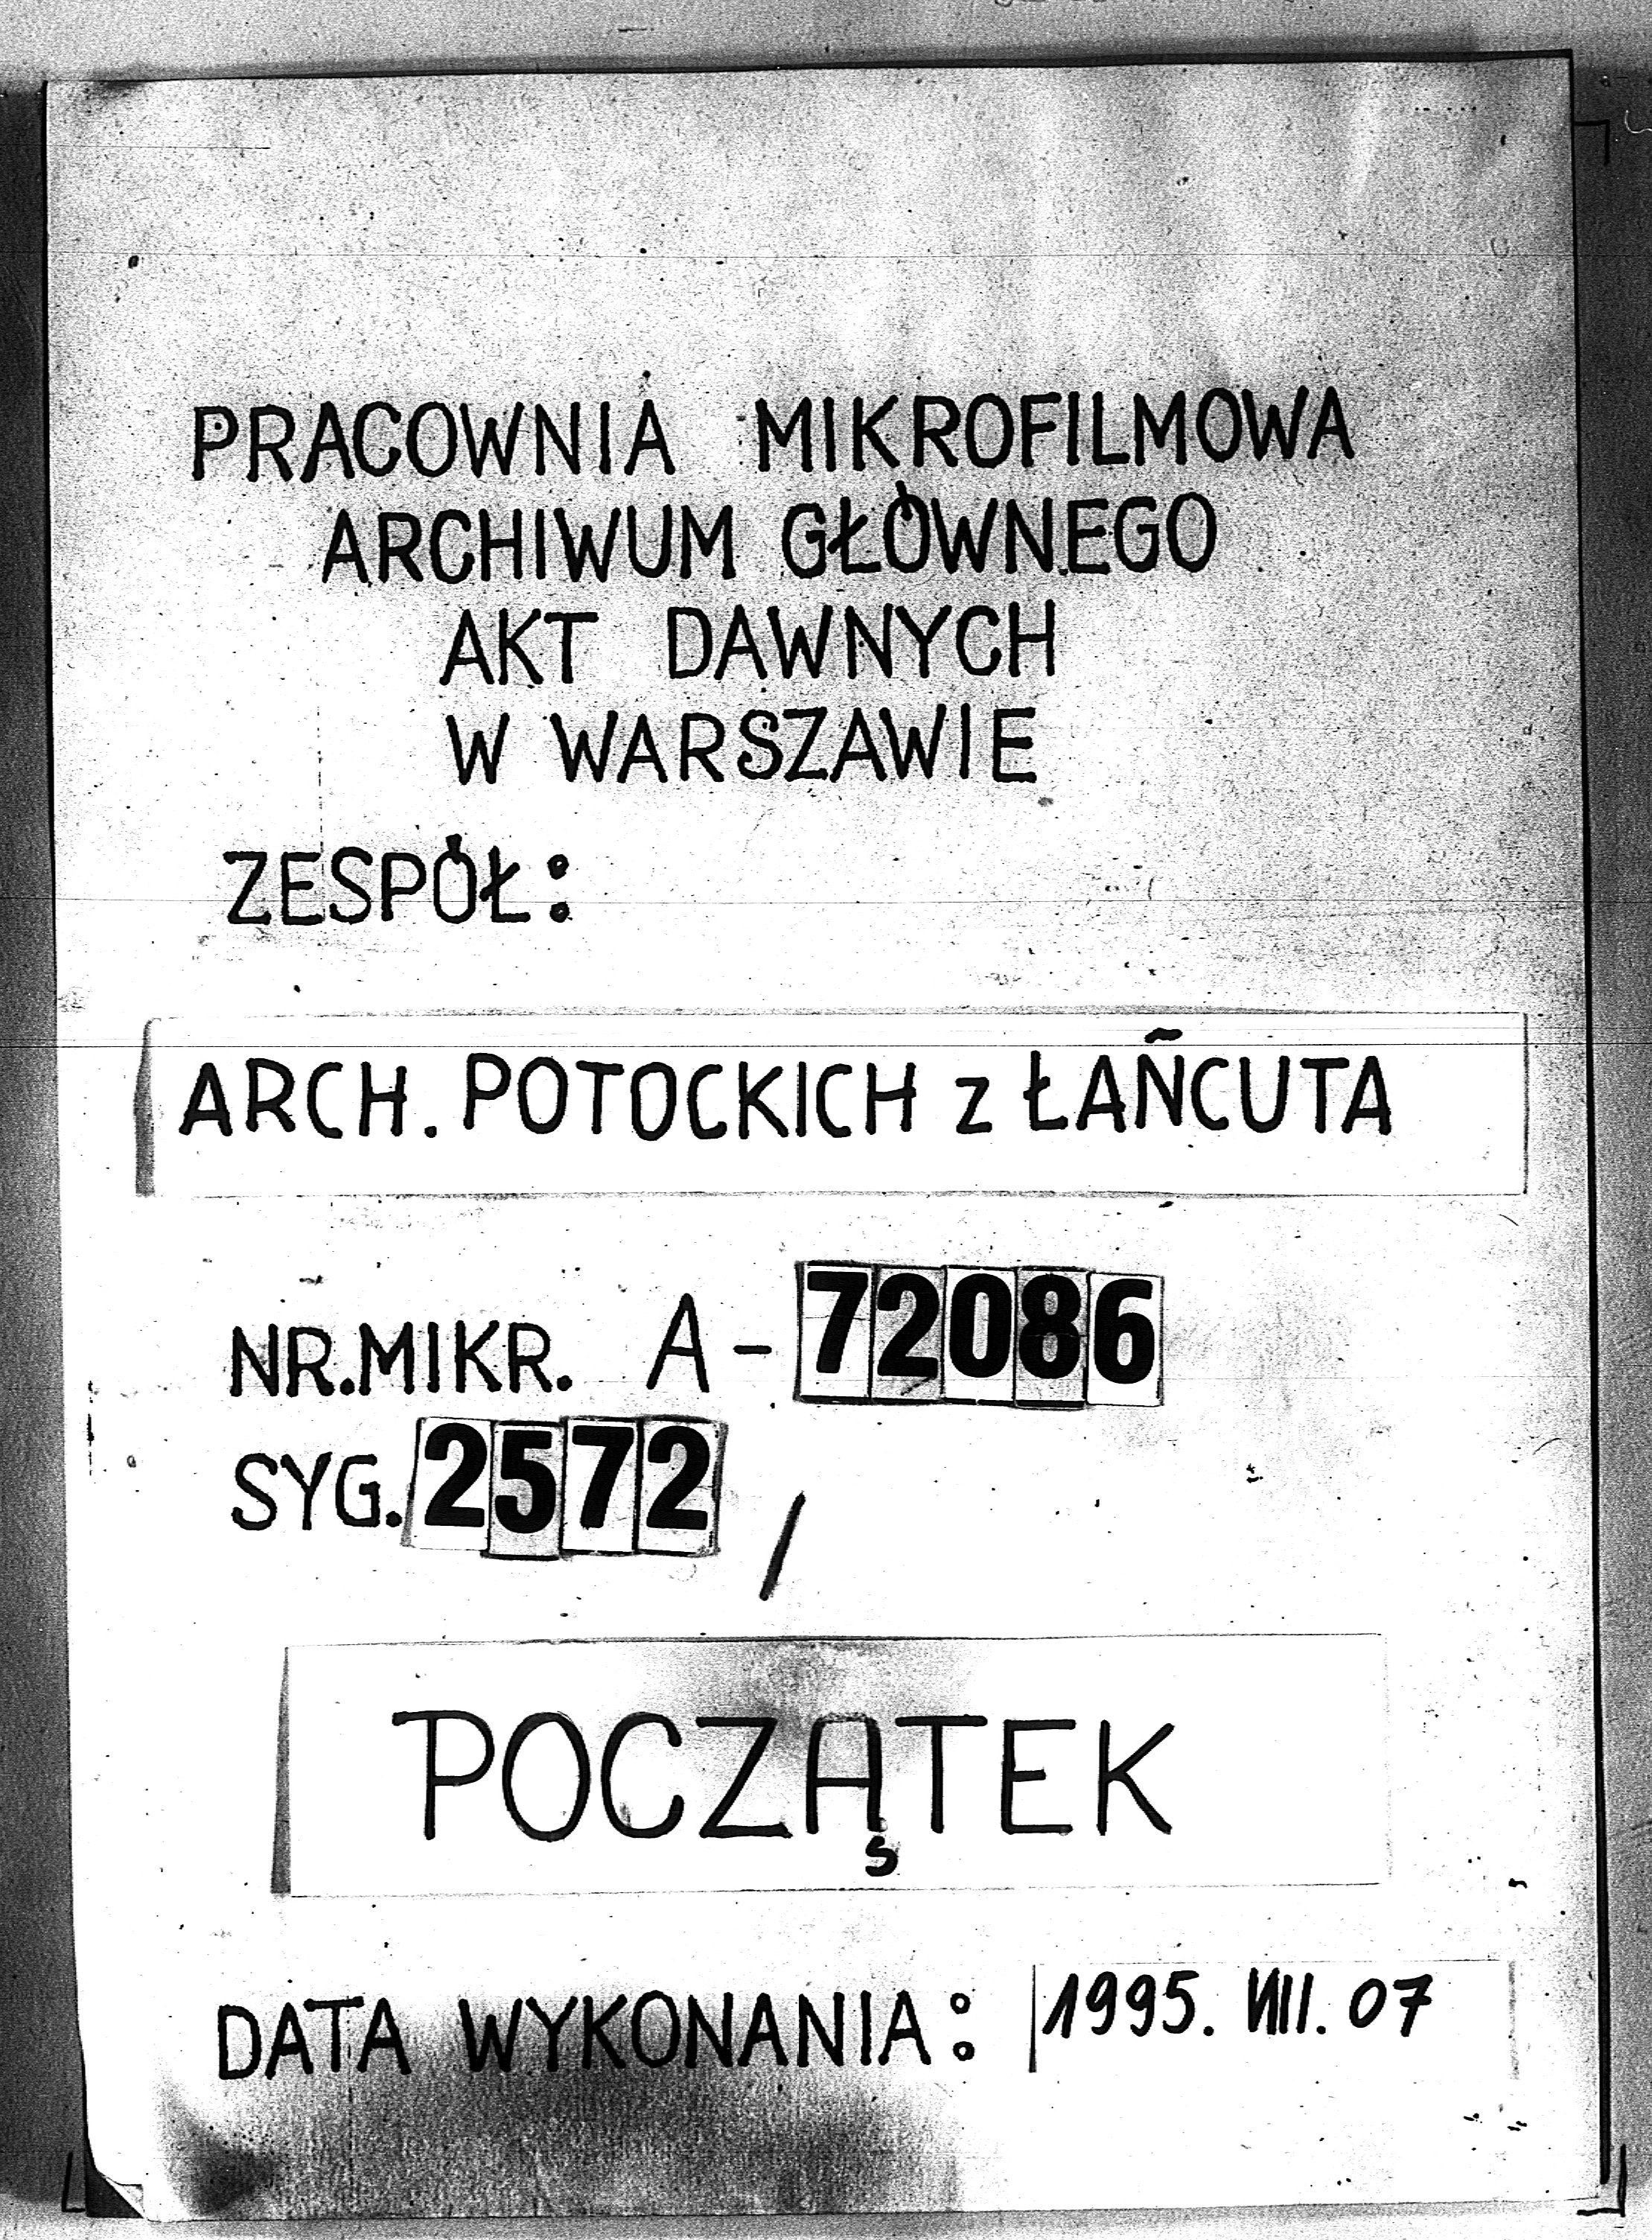 PRACOWNIA MIKROFILMOWA
ARCHIWUM GŁÓWNEGO
AKT DAWNYCH
W WARSZAWIE
ZESPÓŁ:
ARCH. POTOCKICH z ŁAŃCUTA
NR.MIKR. A-72086
SYG. 2572 /
POCZĄTEK
DATA WYKONANIA: 1995. VIII. 07